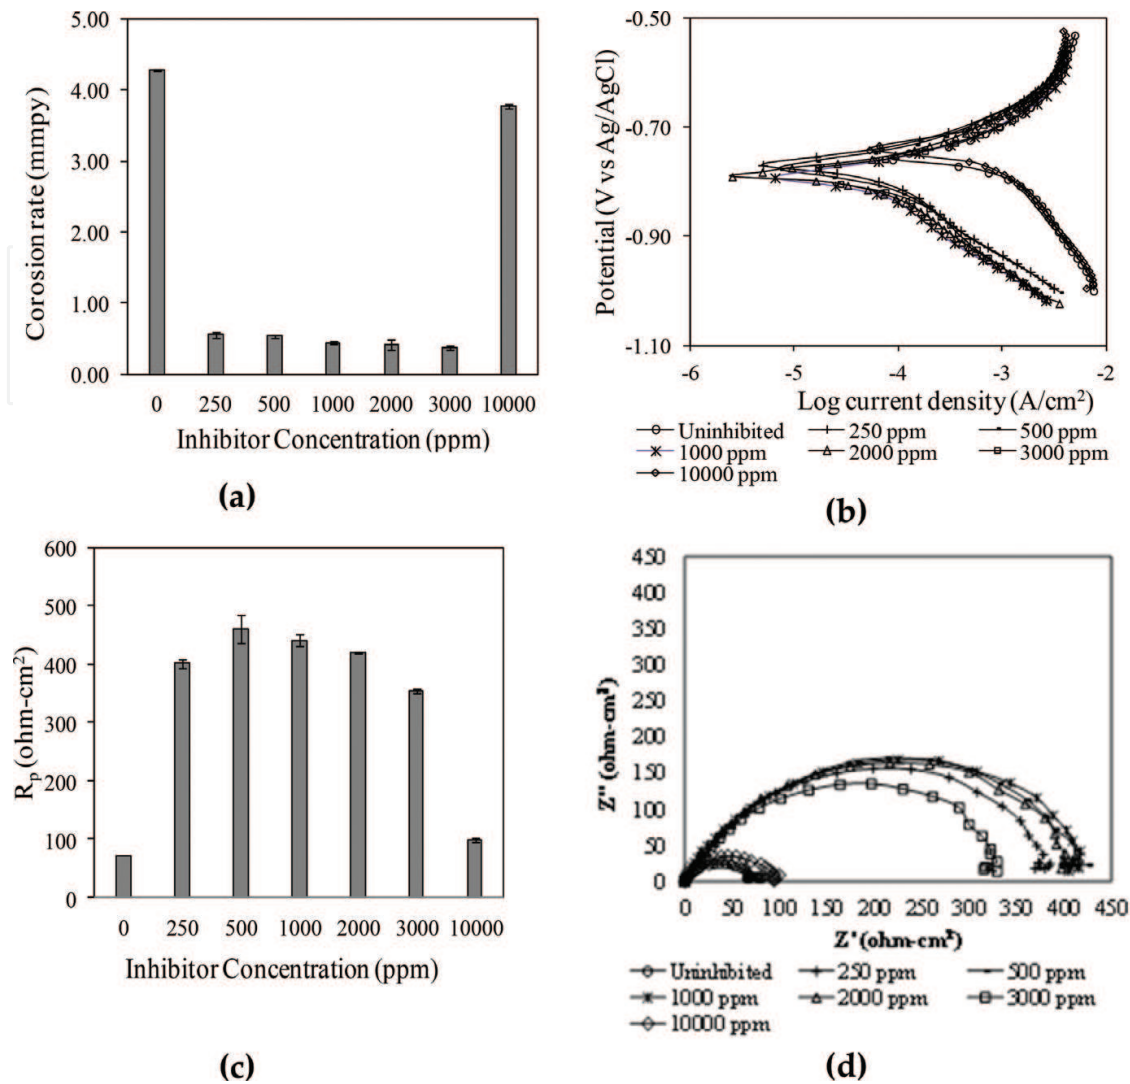 5.00
4.00
3.00
2.00
1.00
0.00
Corosion rate (mmpy)
0 250 500 1000 2000 3000 10000
Inhibitor Concentration (ppm)
(a)
-0.50
-0.70
-0.90
-1.10
Potential (V vs Ag/AgCl)
-6 -5 -4 -3 -2
Log current density (A/cm²)
Uninhibited 250 ppm 500 ppm
1000 ppm 2000 ppm 3000 ppm
10000 ppm
(b)
600
500
400
300
200
100
0
Rp (ohm-cm²)
0 250 500 1000 2000 3000 10000
Inhibitor Concentration (ppm)
(c)
450
400
350
300
250
200
150
100
50
0
Z" (ohm-cm²)
0 50 100 150 200 250 300 350 400 450
Z' (ohm-cm²)
Uninhibited 250 ppm 500 ppm
1000 ppm 2000 ppm 3000 ppm
10000 ppm
(d)